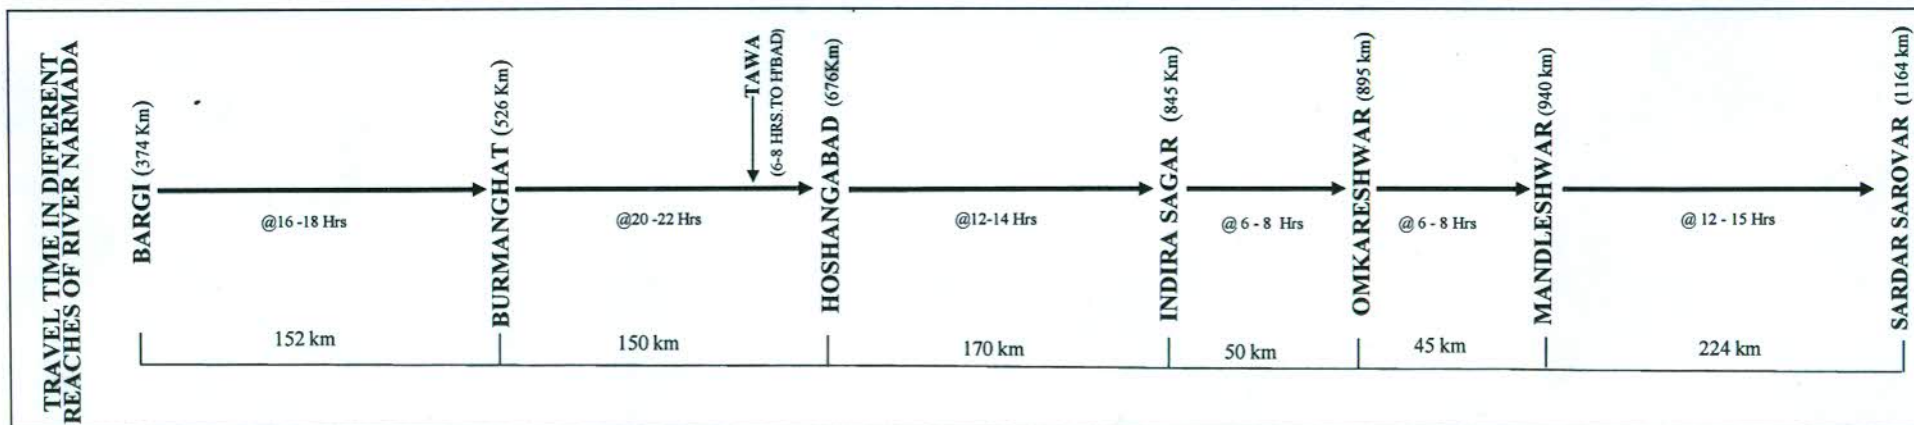 TRAVEL TIME IN DIFFERENT
REACHES OF RIVER NARMADA
BARGI (374 Km)
BURMANGHAT (526 Km)
TAWA
(6-8 HRS.TO H'BAD)
HOSHANGABAD (676Km)
INDIRA SAGAR (845 Km)
OMKARESHWAR (895 km)
MANDLESHWAR (940 km)
SARDAR SAROVAR (1164 km)
@16 -18 Hrs
@20 -22 Hrs
@12-14 Hrs
@ 6 - 8 Hrs
@ 6 - 8 Hrs
@ 12 - 15 Hrs
152 km
150 km
170 km
50 km
45 km
224 km